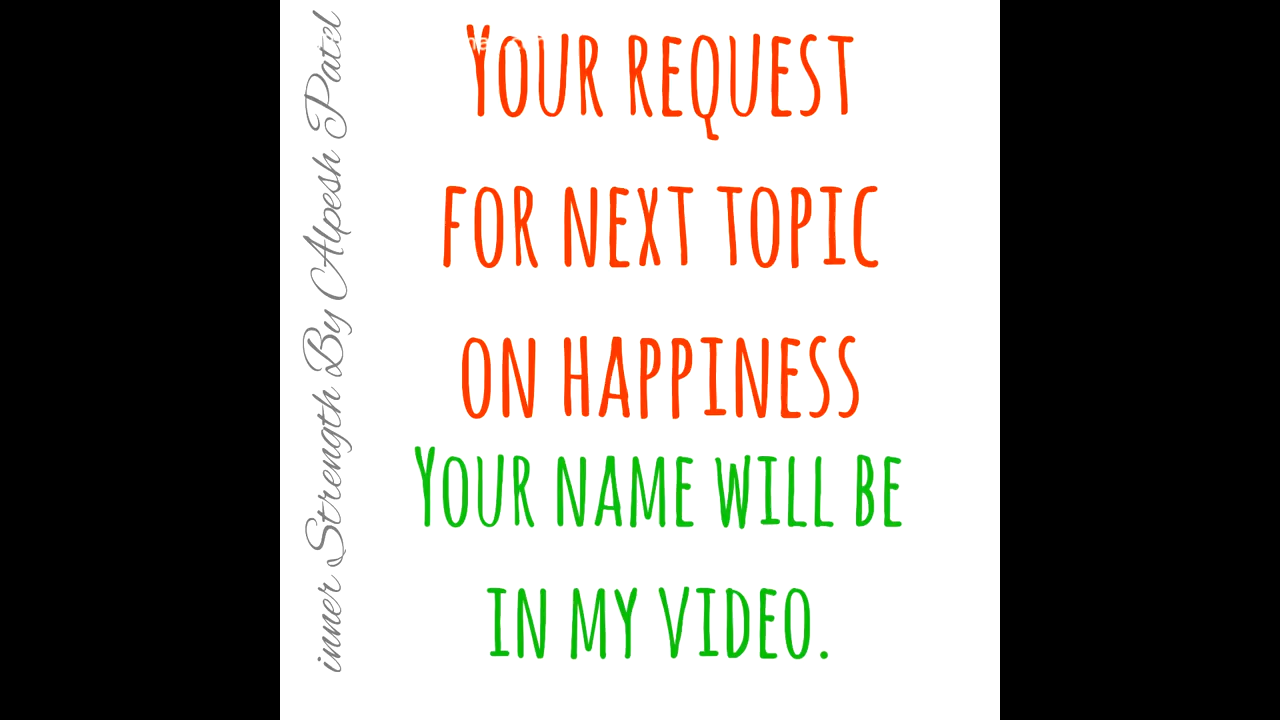 Your request
for next topic
on happiness
Your name will be
in my video.
inner Strength By Alpesh Patel